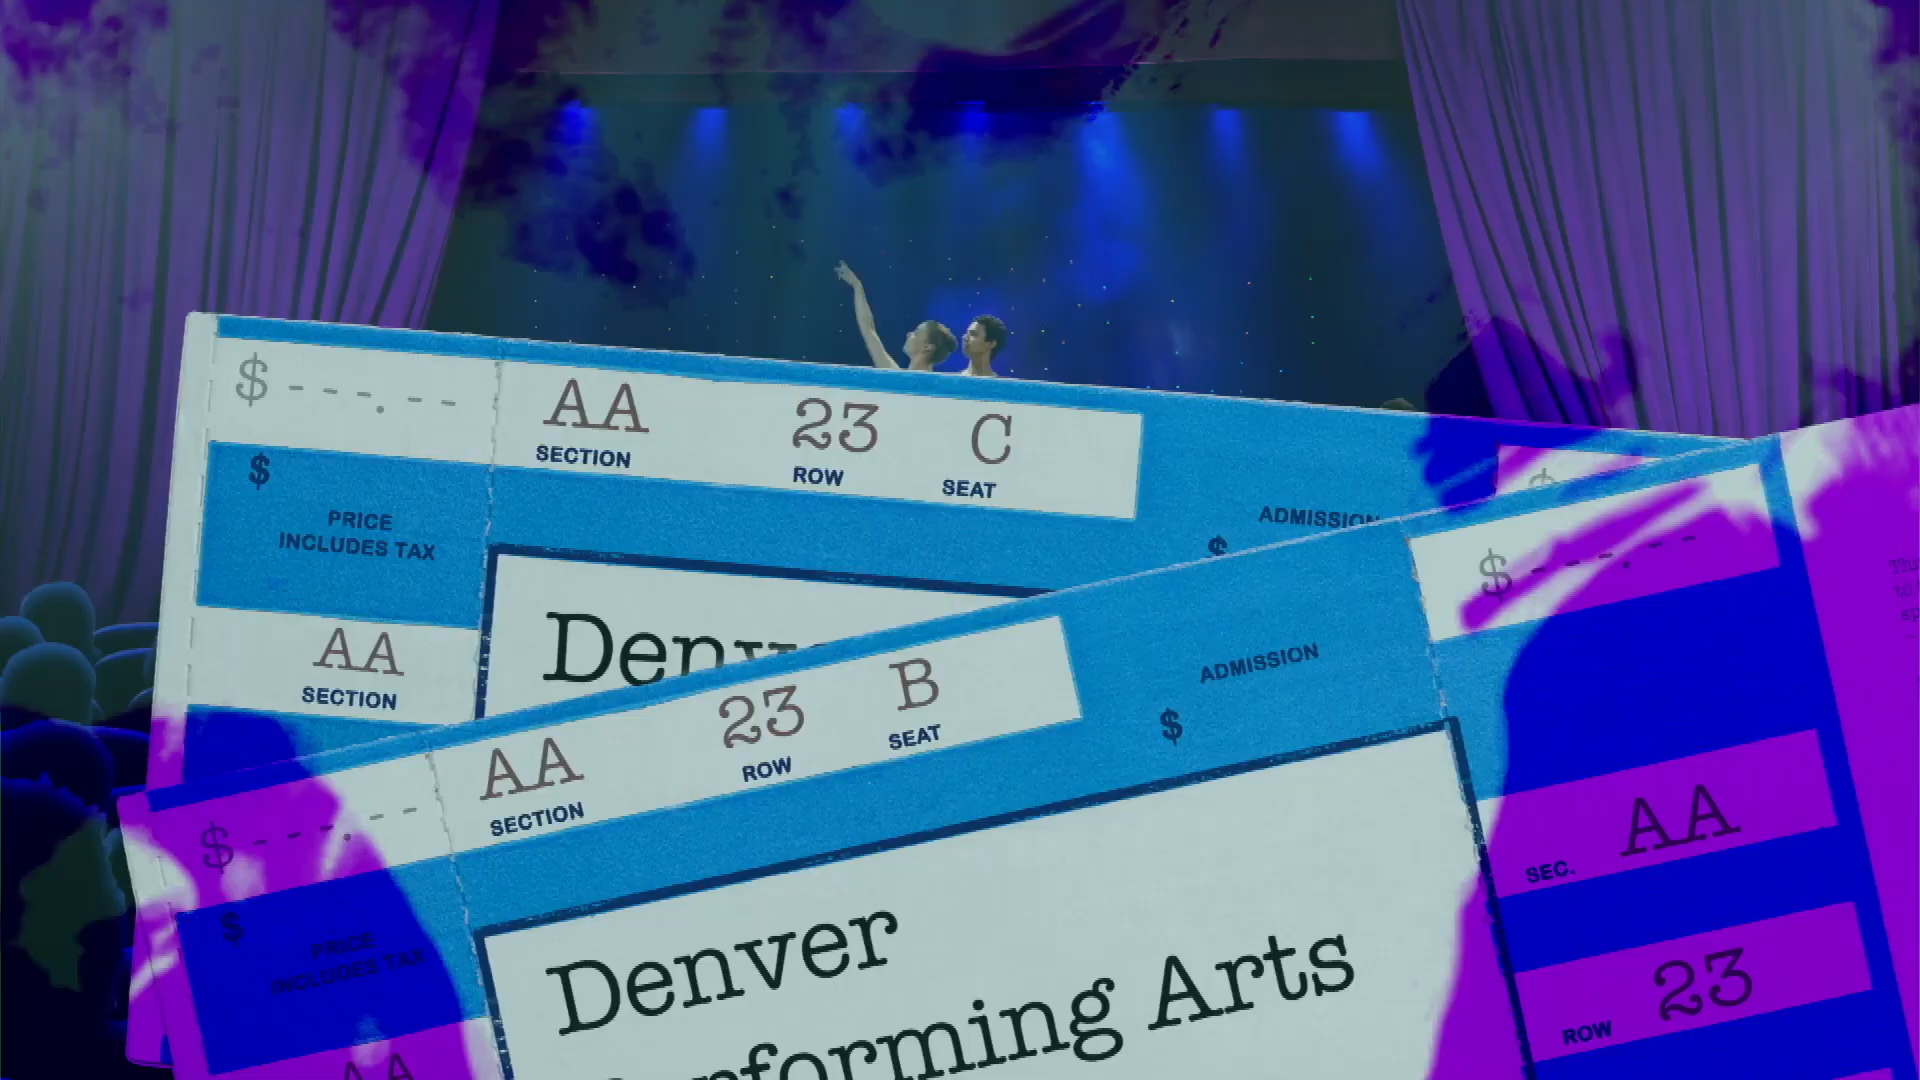 $ ---.--
AA 23 C
SECTION ROW SEAT
$
PRICE
INCLUDES TAX
ADMISSION
$
AA
SECTION
$
$ ---.--
AA 23 B
SECTION ROW SEAT
ADMISSION
$
$ ---.--
$
PRICE
INCLUDES TAX
AA
Denver
Performing Arts
SEC. AA
ROW 23